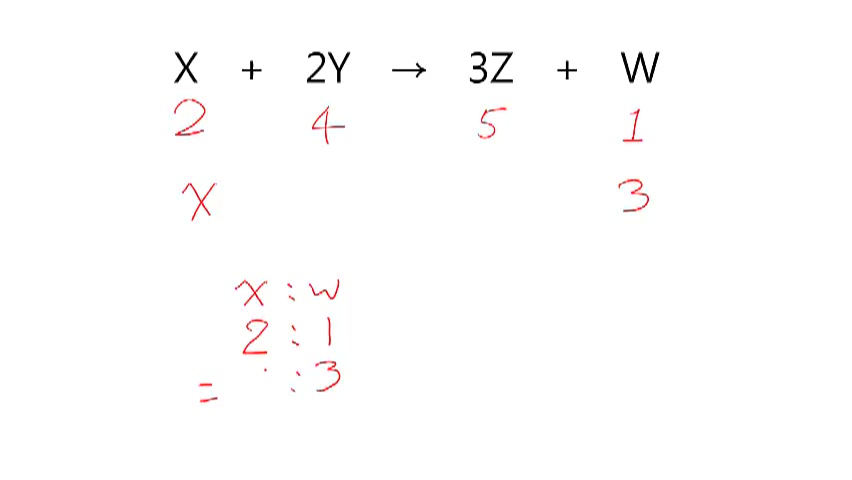 X + 2Y → 3Z + W
2 4 5 1
x 3
x : w
2 : 1
= : 3